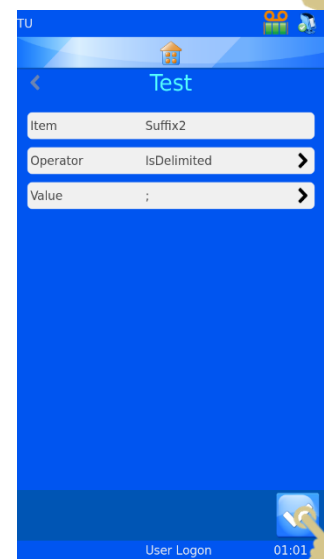 TU
Test
Item Suffix2
Operator IsDelimited
Value ;
User Logon 01:01